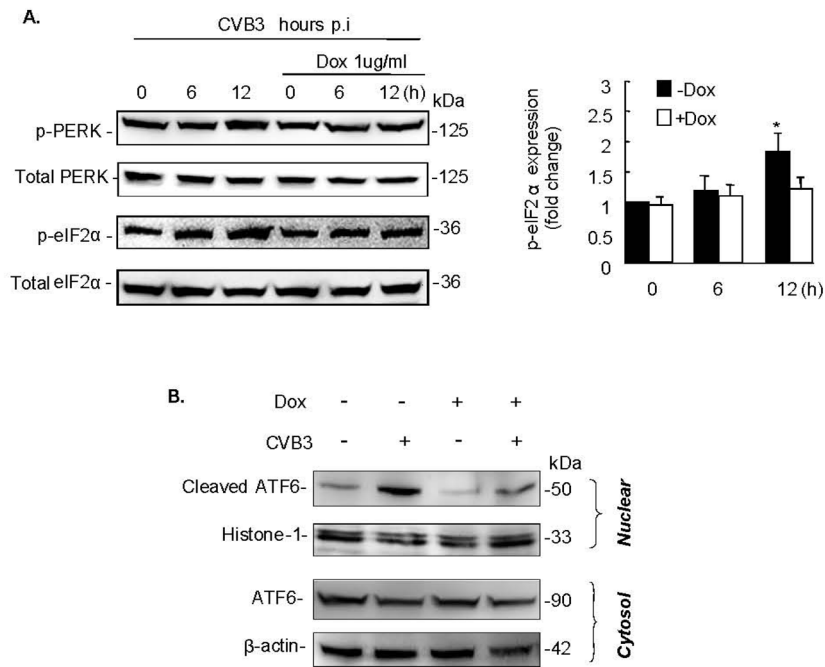 A.
CVB3 hours p.i
Dox 1ug/ml
0 6 12 0 6 12 (h)
kDa
p-PERK -
-125
Total PERK -
-125
p-eIF2α -
-36
Total eIF2α -
-36
p-eIF2 α expression
(fold change)
3
2
2
1.5
1
0.5
0
-Dox
+Dox
*
0 6 12 (h)
B.
Dox - - + +
CVB3 - + - +
kDa
Cleaved ATF6-
-50
Histone-1-
-33
Nuclear
ATF6-
-90
β-actin-
-42
Cytosol